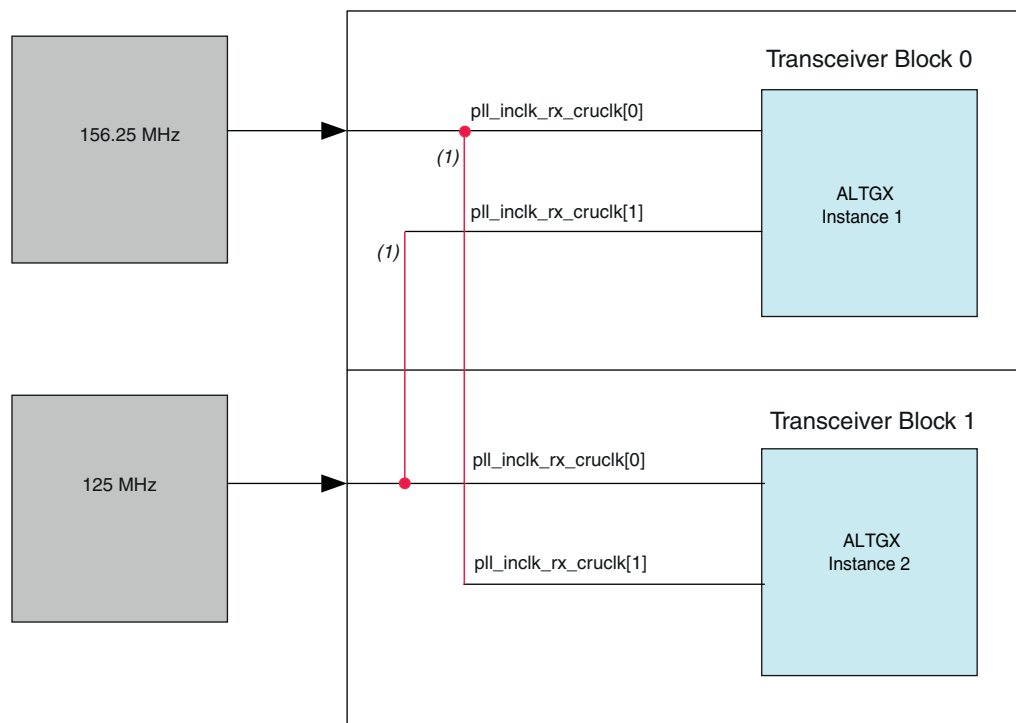 Transceiver Block 0
156.25 MHz
pll_inclk_rx_cruclk[0]
(1)
ALTGX
Instance 1
pll_inclk_rx_cruclk[1]
(1)
Transceiver Block 1
125 MHz
pll_inclk_rx_cruclk[0]
ALTGX
Instance 2
pll_inclk_rx_cruclk[1]